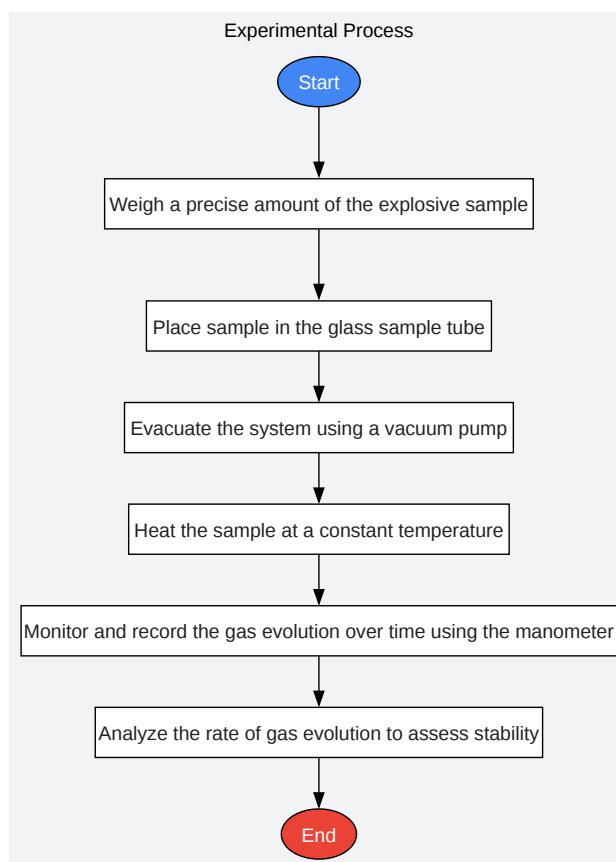 Experimental Process
Start
Weigh a precise amount of the explosive sample
Place sample in the glass sample tube
Evacuate the system using a vacuum pump
Heat the sample at a constant temperature
Monitor and record the gas evolution over time using the manometer
Analyze the rate of gas evolution to assess stability
End